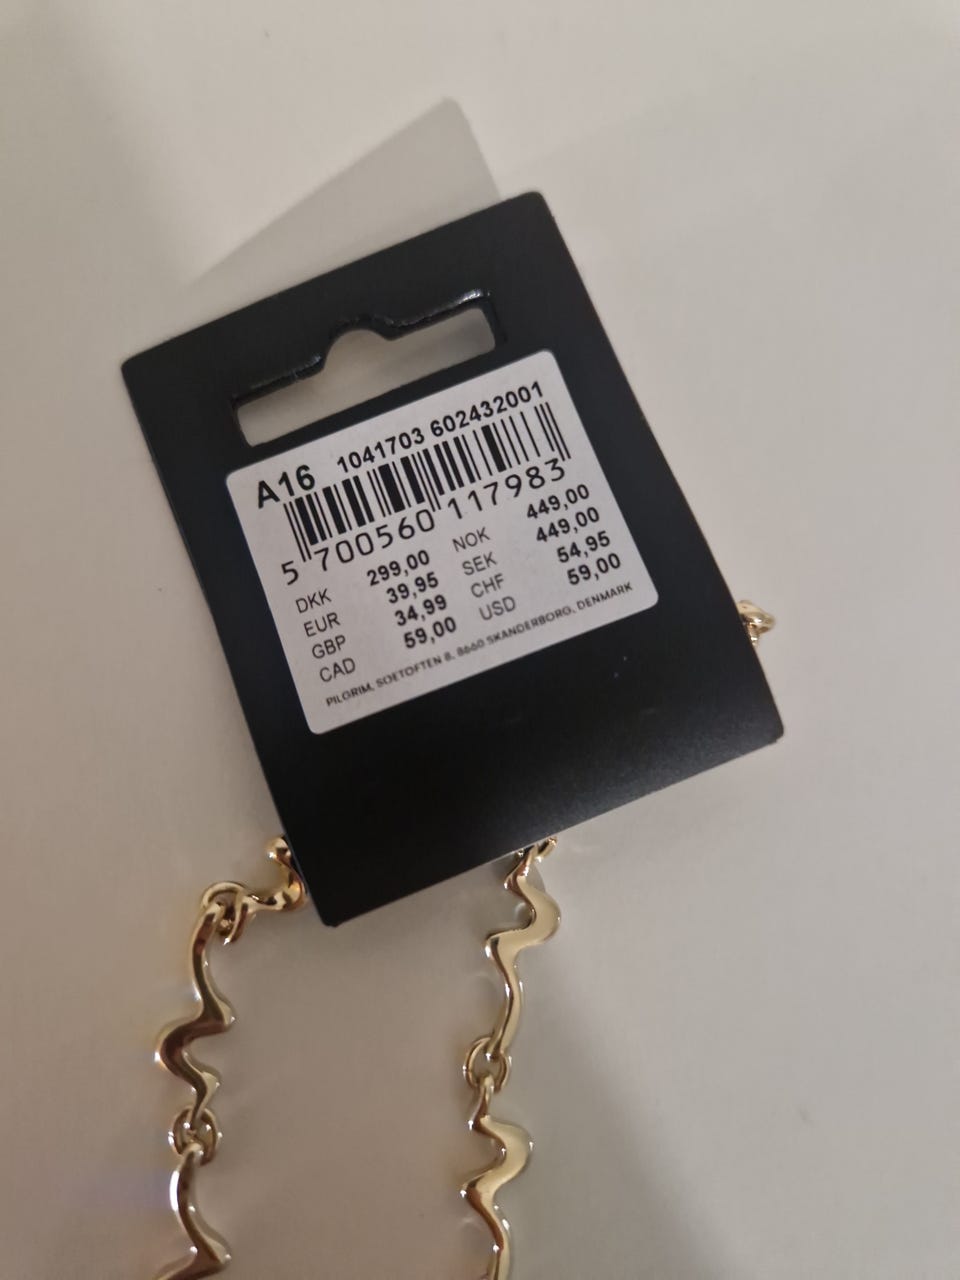 A16 1041703 602432001
5 700560 117983
DKK 299,00 NOK 449,00
EUR 39,95 SEK 449,00
GBP 34,99 CHF 54,95
CAD 59,00 USD 59,00
PILGRIM, SOETOFTEN 8, 8660 SKANDERBORG, DENMARK